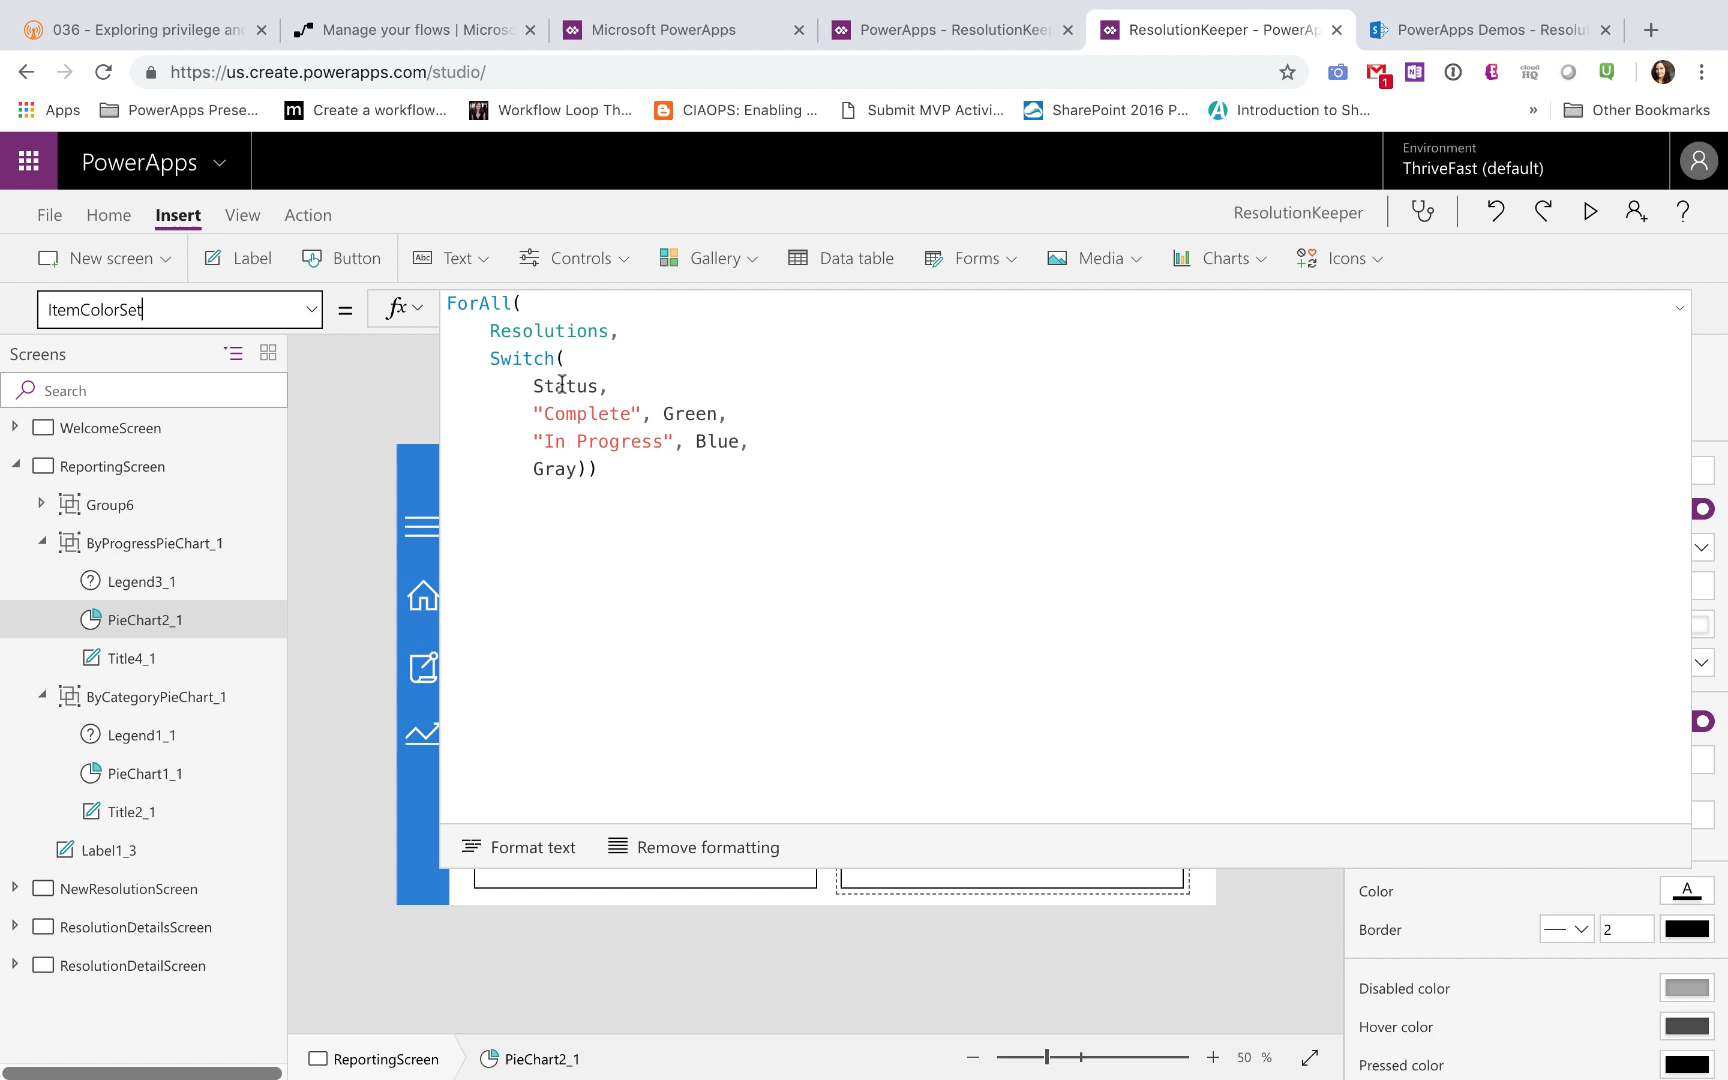 036 - Exploring privilege an
Manage your flows | Microso
Microsoft PowerApps
PowerApps - ResolutionKeep
ResolutionKeeper - PowerAp
PowerApps Demos - Resolut
https://us.create.powerapps.com/studio/
1
Apps
PowerApps Prese...
Create a workflow...
Workflow Loop Th...
CIAOPS: Enabling ...
Submit MVP Activi...
SharePoint 2016 P...
Introduction to Sh...
»
Other Bookmarks
PowerApps
Environment
ThriveFast (default)
File
Home
Insert
View
Action
ResolutionKeeper
New screen
Label
Button
Text
Controls
Gallery
Data table
Forms
Media
Charts
Icons
ItemColorSet
=
fx
ForAll(
Resolutions,
Switch(
Status,
"Complete", Green,
"In Progress", Blue,
Gray))
Format text
Remove formatting
Screens
Search
WelcomeScreen
ReportingScreen
Group6
ByProgressPieChart_1
Legend3_1
PieChart2_1
Title4_1
ByCategoryPieChart_1
Legend1_1
PieChart1_1
Title2_1
Label1_3
NewResolutionScreen
ResolutionDetailsScreen
ResolutionDetailScreen
Color
Border
2
Disabled color
Hover color
Pressed color
ReportingScreen
PieChart2_1
50 %